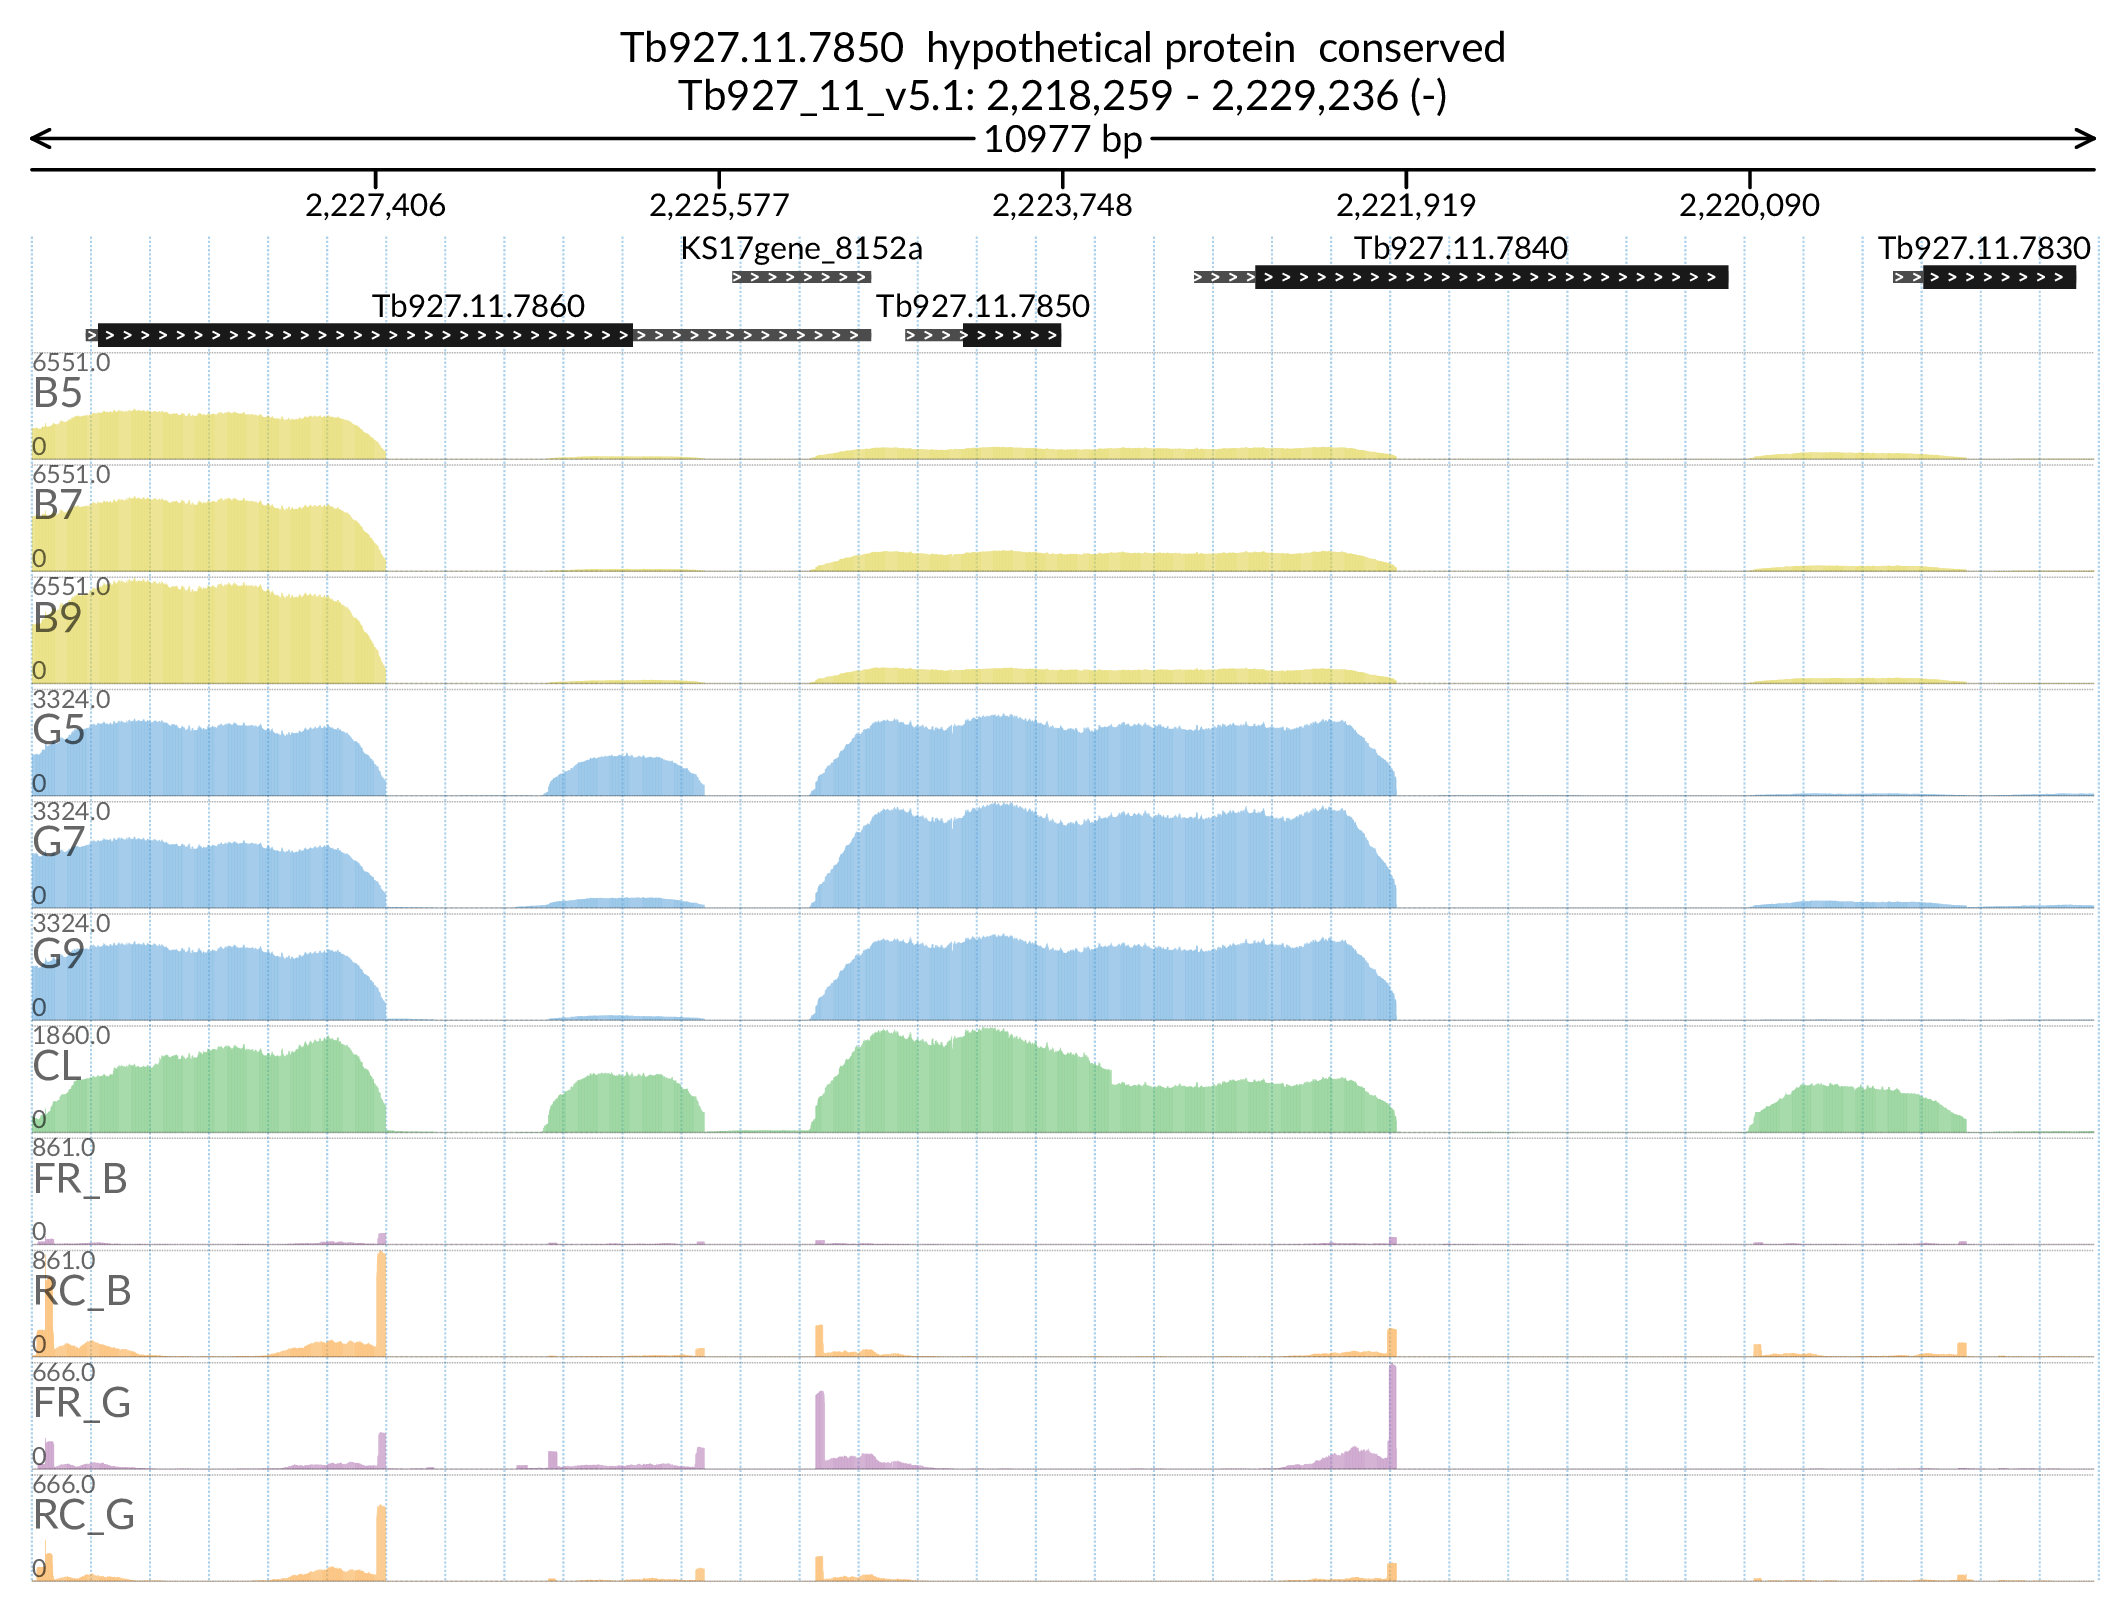 Tb927.11.7850  hypothetical protein  conserved
Tb927_11_v5.1: 2,218,259 - 2,229,236 (-)
10977 bp
2,227,406 2,225,577 2,223,748 2,221,919 2,220,090
KS17gene_8152a Tb927.11.7840 Tb927.11.7830
Tb927.11.7860 Tb927.11.7850
6551.0
B5
0
6551.0
B7
0
6551.0
B9
0
3324.0
G5
0
3324.0
G7
0
3324.0
G9
0
1860.0
CL
0
861.0
FR_B
0
861.0
RC_B
0
666.0
FR_G
0
666.0
RC_G
0